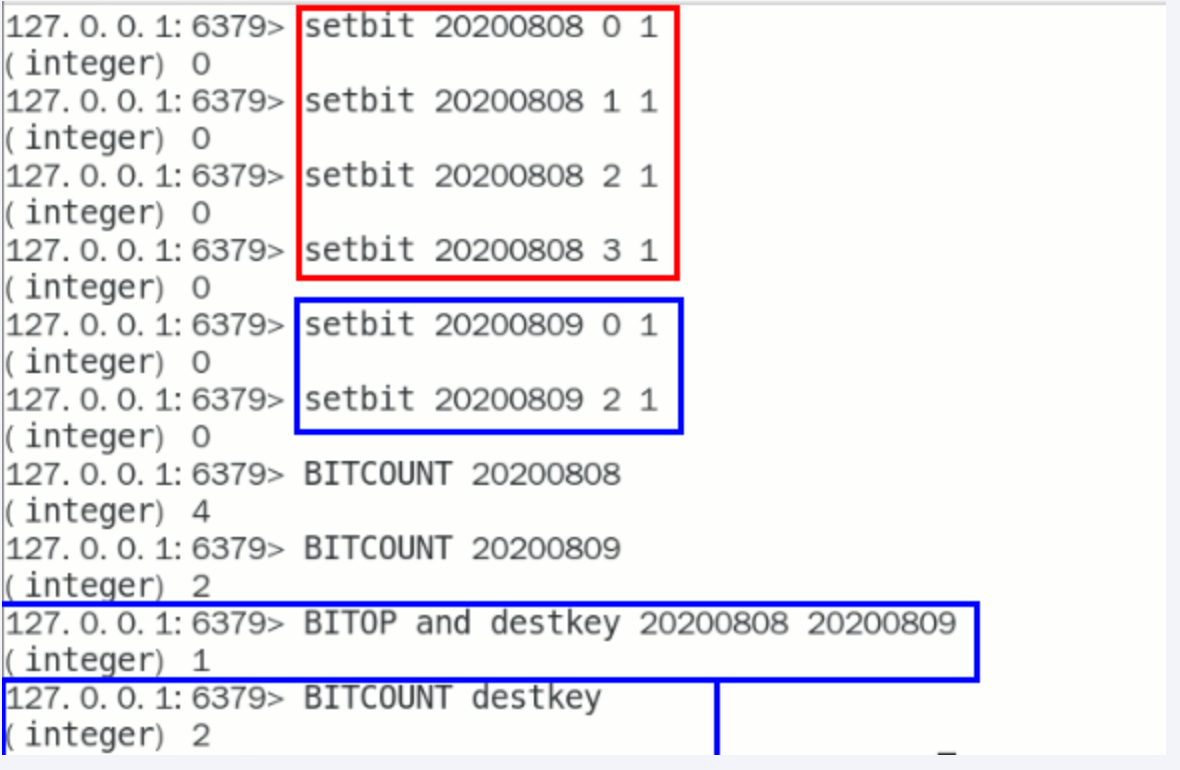 127.0.0.1:6379> setbit 20200808 0 1
(integer) 0
127.0.0.1:6379> setbit 20200808 1 1
(integer) 0
127.0.0.1:6379> setbit 20200808 2 1
(integer) 0
127.0.0.1:6379> setbit 20200808 3 1
(integer) 0
127.0.0.1:6379> setbit 20200809 0 1
(integer) 0
127.0.0.1:6379> setbit 20200809 2 1
(integer) 0
127.0.0.1:6379> BITCOUNT 20200808
(integer) 4
127.0.0.1:6379> BITCOUNT 20200809
(integer) 2
127.0.0.1:6379> BITOP and destkey 20200808 20200809
(integer) 1
127.0.0.1:6379> BITCOUNT destkey
(integer) 2